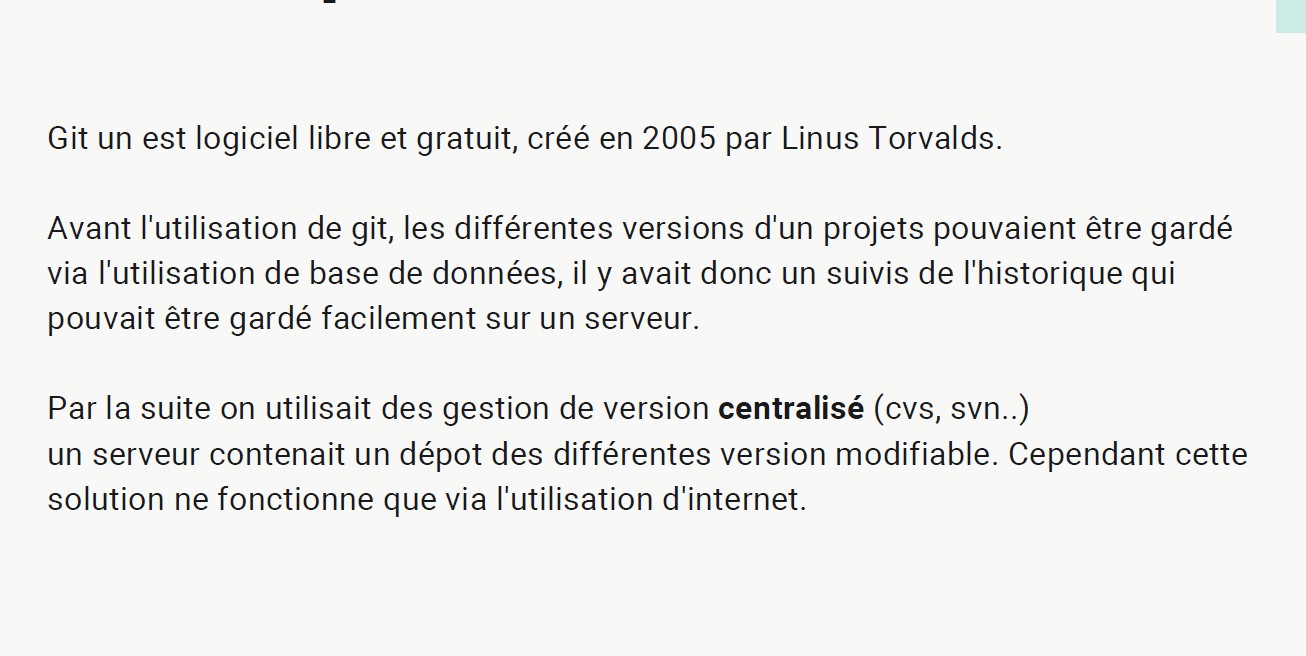 Git un est logiciel libre et gratuit, créé en 2005 par Linus Torvalds.
Avant l'utilisation de git, les différentes versions d'un projets pouvaient être gardé
via l'utilisation de base de données, il y avait donc un suivis de l'historique qui
pouvait être gardé facilement sur un serveur.
Par la suite on utilisait des gestion de version centralisé (cvs, svn..)
un serveur contenait un dépot des différentes version modifiable. Cependant cette
solution ne fonctionne que via l'utilisation d'internet.